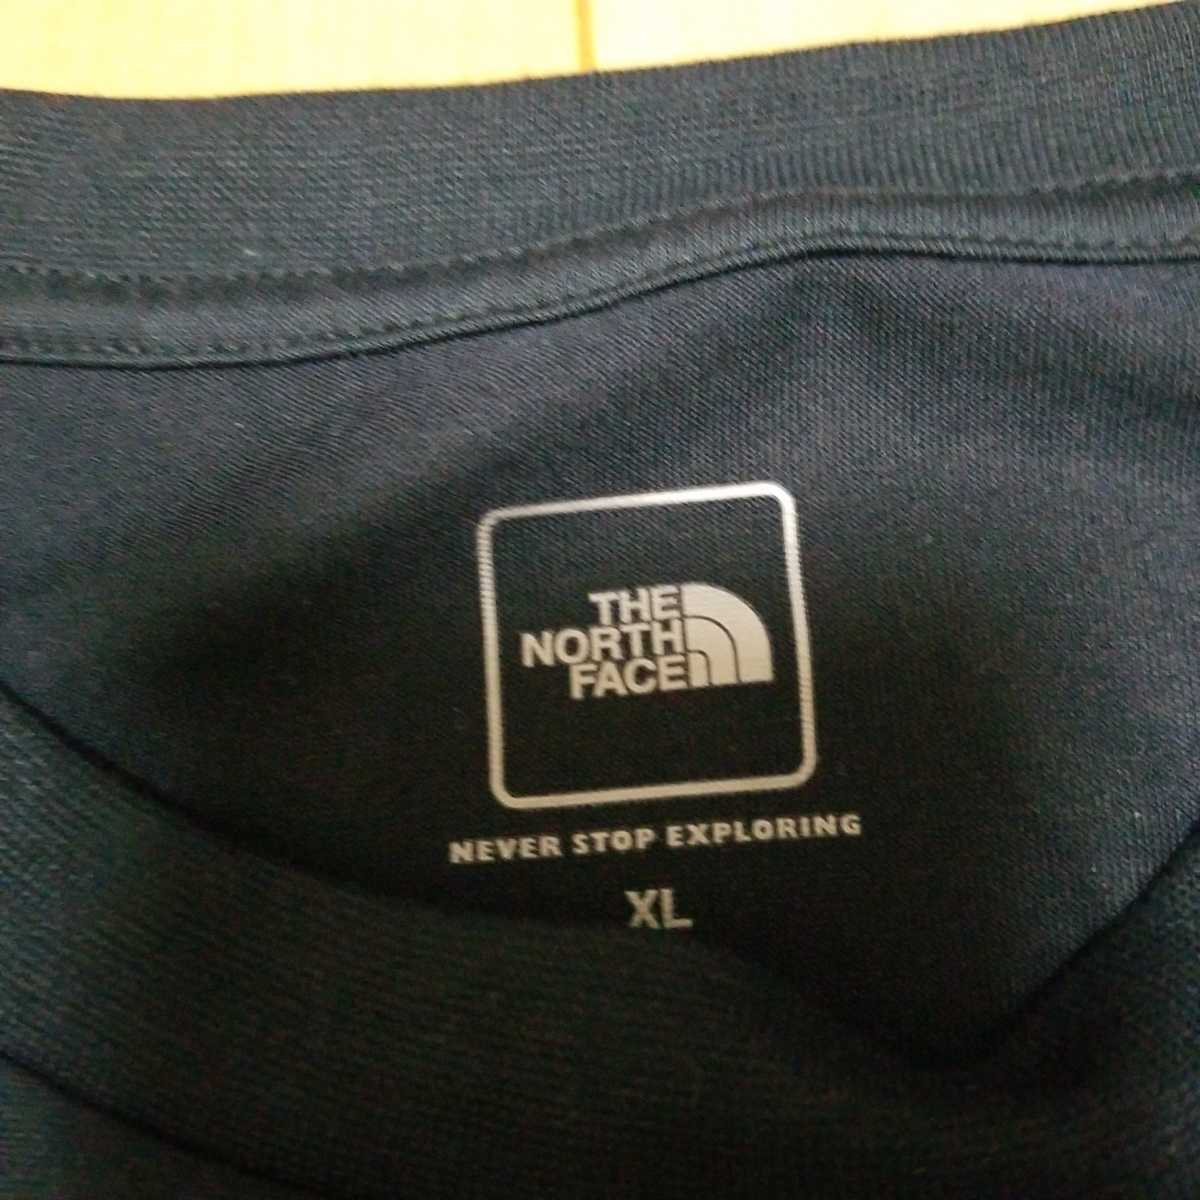 THE
NORTH
FACE
NEVER STOP EXPLORING
XL